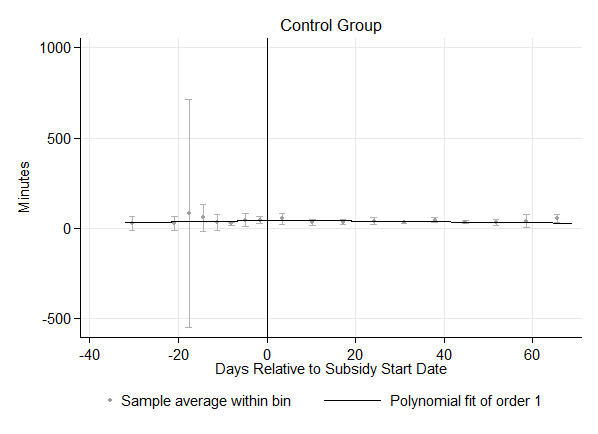 Control Group
1000
500
0
-500
Minutes
-40 -20 0 20 40 60
Days Relative to Subsidy Start Date
Sample average within bin Polynomial fit of order 1